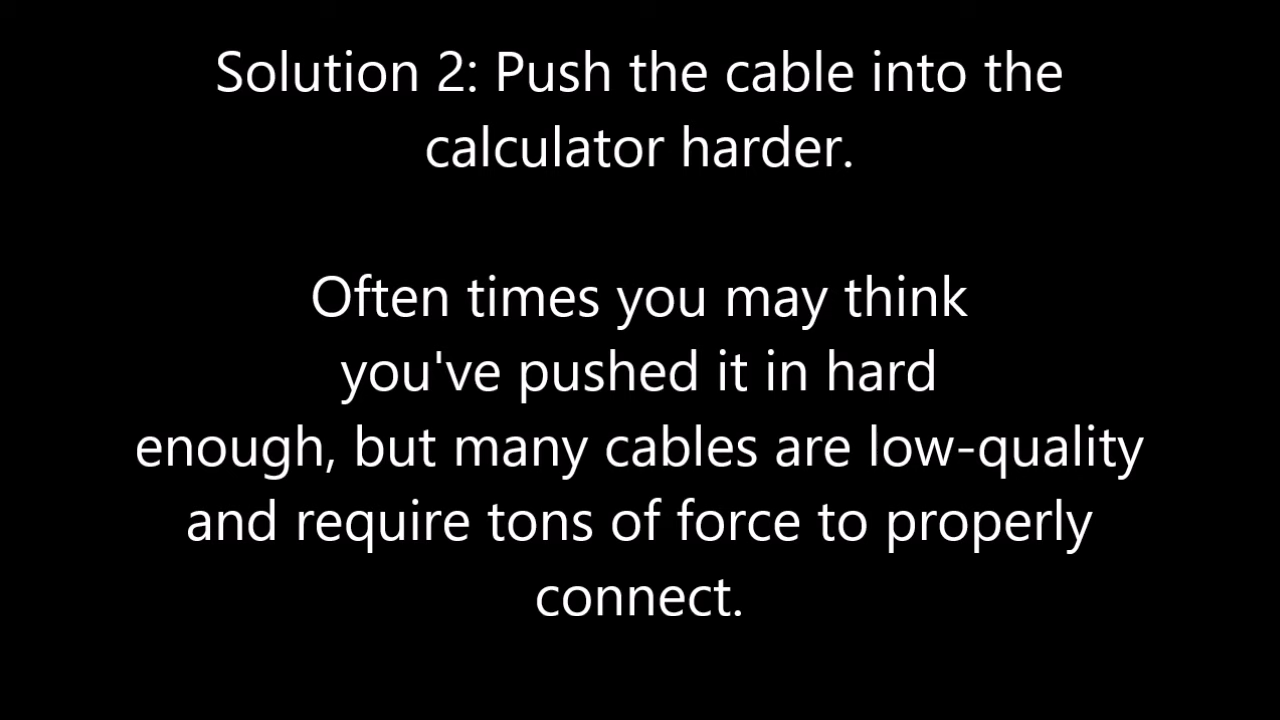 Solution 2: Push the cable into the
calculator harder.
Often times you may think
you've pushed it in hard
enough, but many cables are low-quality
and require tons of force to properly
connect.